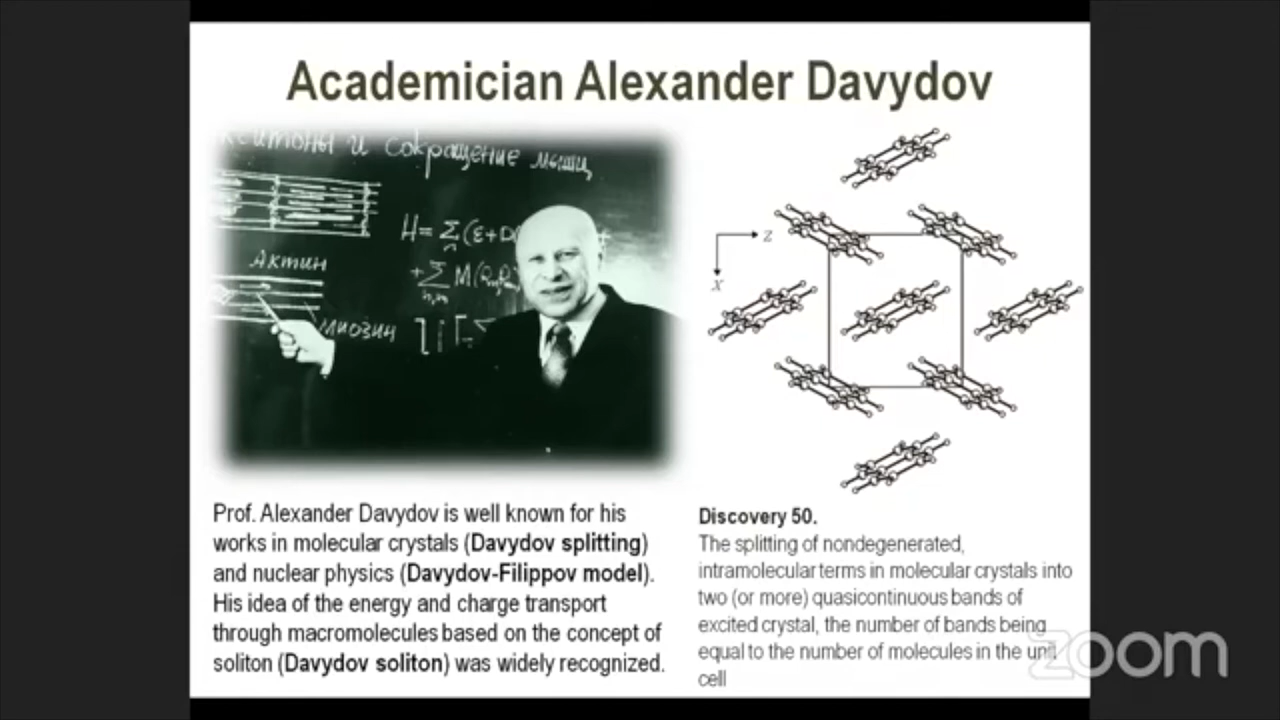 Academician Alexander Davydov
кситоны и сокращение мышц
Актин
Миозин
H= Σ (ε+D
n
+Σ M(
n,m
z
x
Prof. Alexander Davydov is well known for his
works in molecular crystals (Davydov splitting)
and nuclear physics (Davydov-Filippov model).
His idea of the energy and charge transport
through macromolecules based on the concept of
soliton (Davydov soliton) was widely recognized.
Discovery 50.
The splitting of nondegenerated,
intramolecular terms in molecular crystals into
two (or more) quasicontinuous bands of
excited crystal, the number of bands being
equal to the number of molecules in the unit
cell
zoom